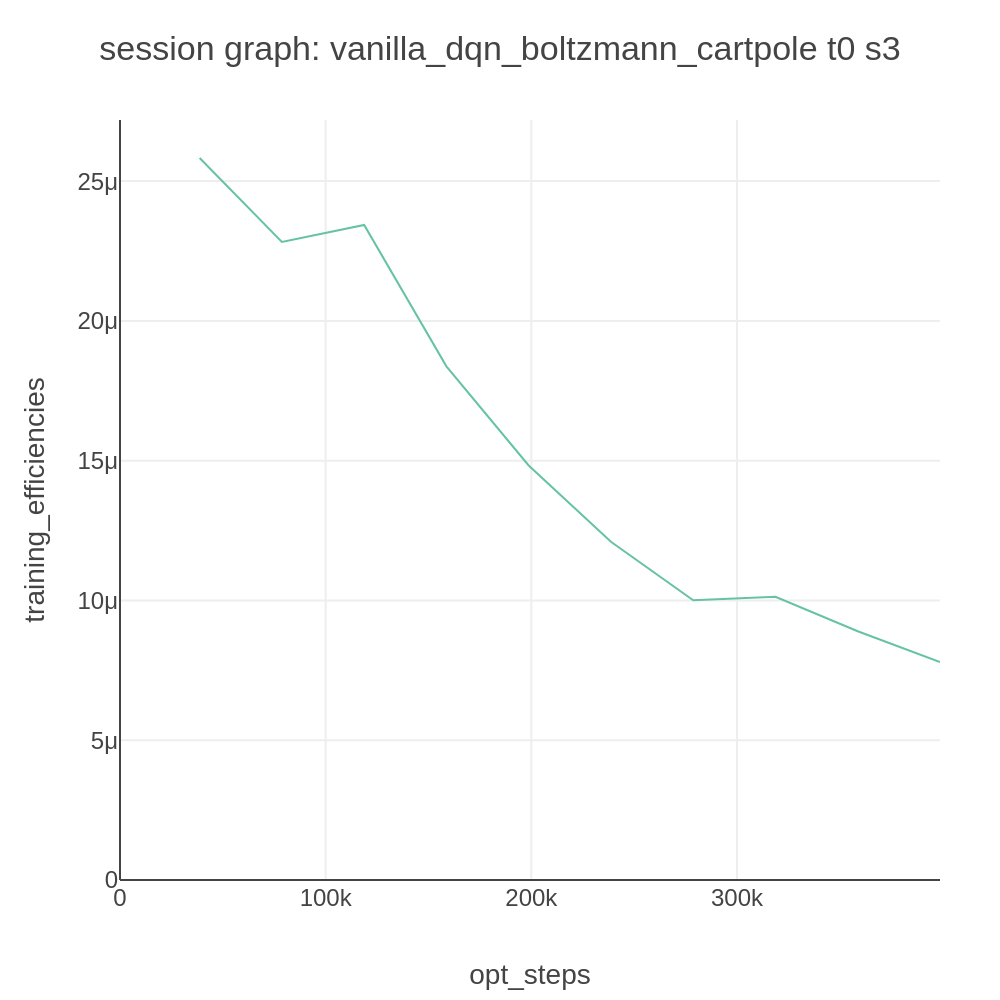 session graph: vanilla_dqn_boltzmann_cartpole t0 s3
25μ
20μ
15μ
10μ
5μ
0
training_efficiencies
0
100k
200k
300k
opt_steps